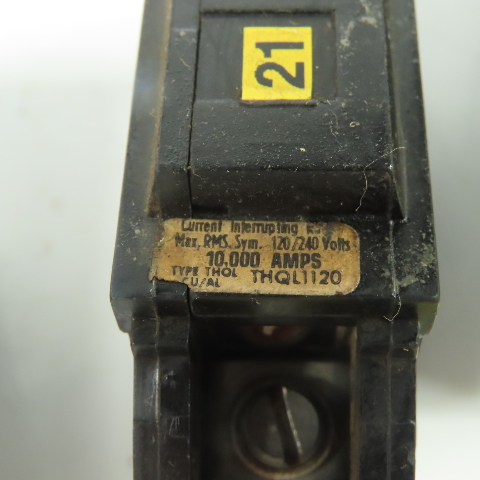 21
Current Interrupting
Max. RMS. Sym. 120/240 Volts
10,000 AMPS
TYPE THQL THQL1120
CU/AL